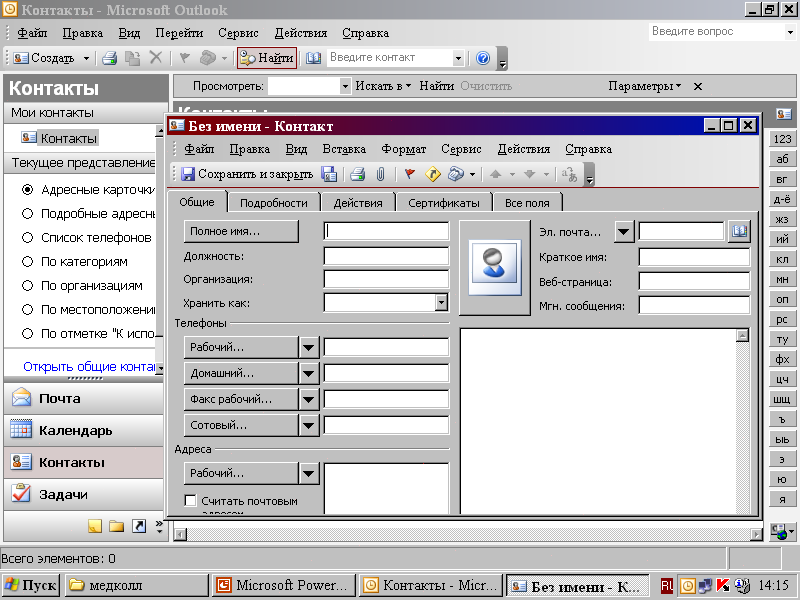 Контакты - Microsoft Outlook
Файл Правка Вид Перейти Сервис Действия Справка Введите вопрос
Создать Найти Введите контакт
Контакты Просмотреть: Искать в Найти Очистить Параметры
Мои контакты
Контакты
Текущее представление
Адресные карточки
Подробные адресн
Список телефонов
По категориям
По организациям
По местоположени
По отметке "К испо
Открыть общие конта
Почта
Календарь
Контакты
Задачи
Без имени - Контакт
Файл Правка Вид Вставка Формат Сервис Действия Справка
Сохранить и закрыть
Общие Подробности Действия Сертификаты Все поля
Полное имя...
Должность:
Организация:
Хранить как:
Эл. почта...
Краткое имя:
Веб-страница:
Мгн. сообщения:
Телефоны
Рабочий...
Домашний...
Факс рабочий...
Сотовый...
Адреса
Рабочий...
Считать почтовым
123
аб
вг
д-ё
жз
ий
кл
мн
оп
рс
ту
фх
цч
шщ
ъ
ыь
э
ю
я
Всего элементов: 0
Пуск медколл Microsoft Power... Контакты - Micr... Без имени - К... RU 14:15